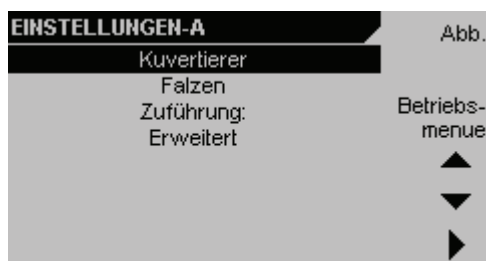 EINSTELLUNGEN-A
Abb.
Kuvertierer
Falzen
Zuführung:
Erweitert
Betriebs-
menue